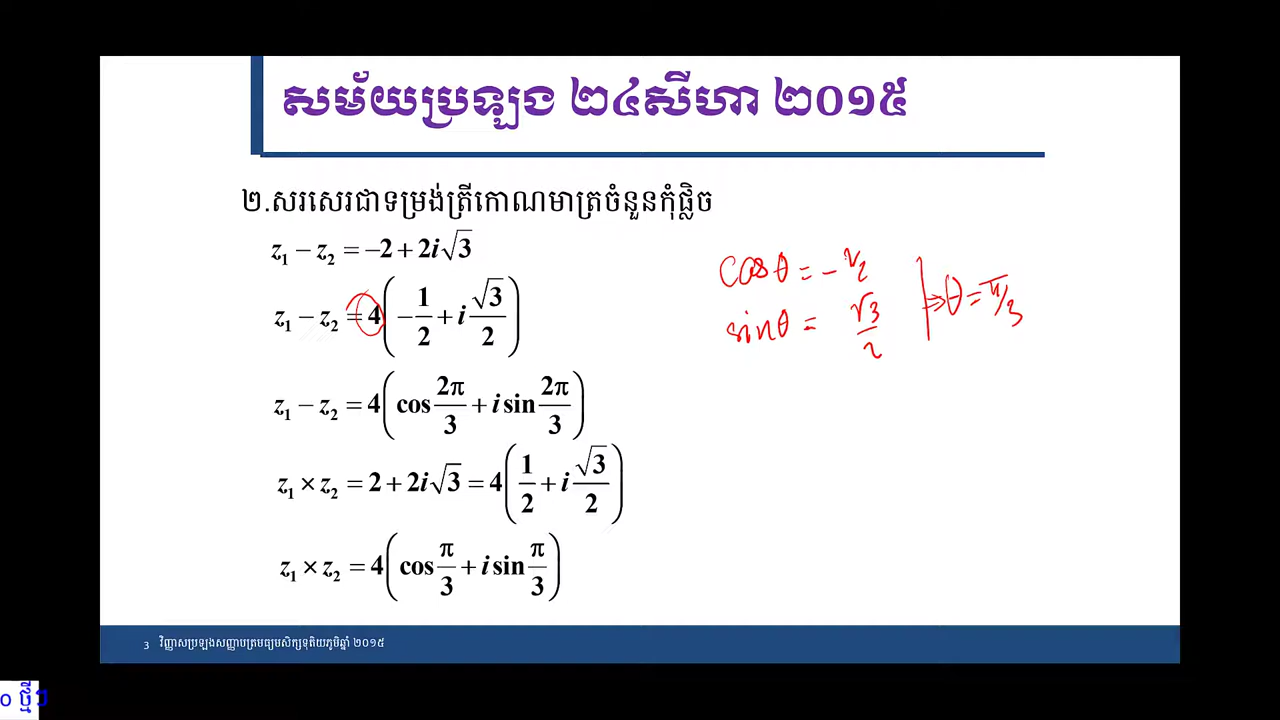 សម័យប្រឡង ២៤សីហា ២០១៥
២.សរសេរជាទម្រង់ត្រីកោណមាត្រចំនួនកុំផ្លិច
z₁ − z₂ = −2 + 2i√3
z₁ − z₂ = 4(−1/2 + i √3/2)
cosθ = −1/2
sinθ = √3/2
⇒ θ = π/3
z₁ − z₂ = 4(cos 2π/3 + i sin 2π/3)
z₁ × z₂ = 2 + 2i√3 = 4(1/2 + i √3/2)
z₁ × z₂ = 4(cos π/3 + i sin π/3)
3 វិញ្ញាសប្រឡងសញ្ញាបត្រមធ្យមសិក្សទុតិយភូមិឆ្នាំ ២០១៥